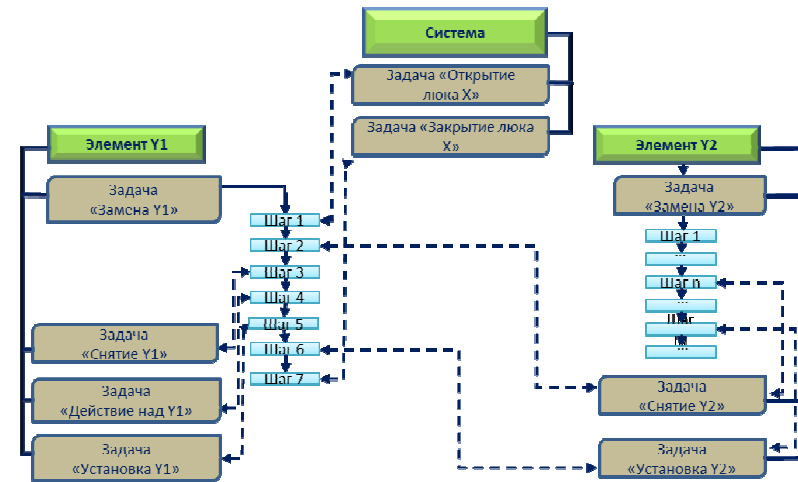 Система
Задача «Открытие
люка X»
Задача «Закрытие люка
X»
Элемент Y1
Задача
«Замена Y1»
Шаг 1
Шаг 2
Шаг 3
Шаг 4
Шаг 5
Шаг 6
Шаг 7
Задача
«Снятие Y1»
Задача
«Действие над Y1»
Задача
«Установка Y1»
Элемент Y2
Задача
«Замена Y2»
Шаг 1
...
Шаг n
...
Шаг
...
Задача
«Снятие Y2»
Задача
«Установка Y2»